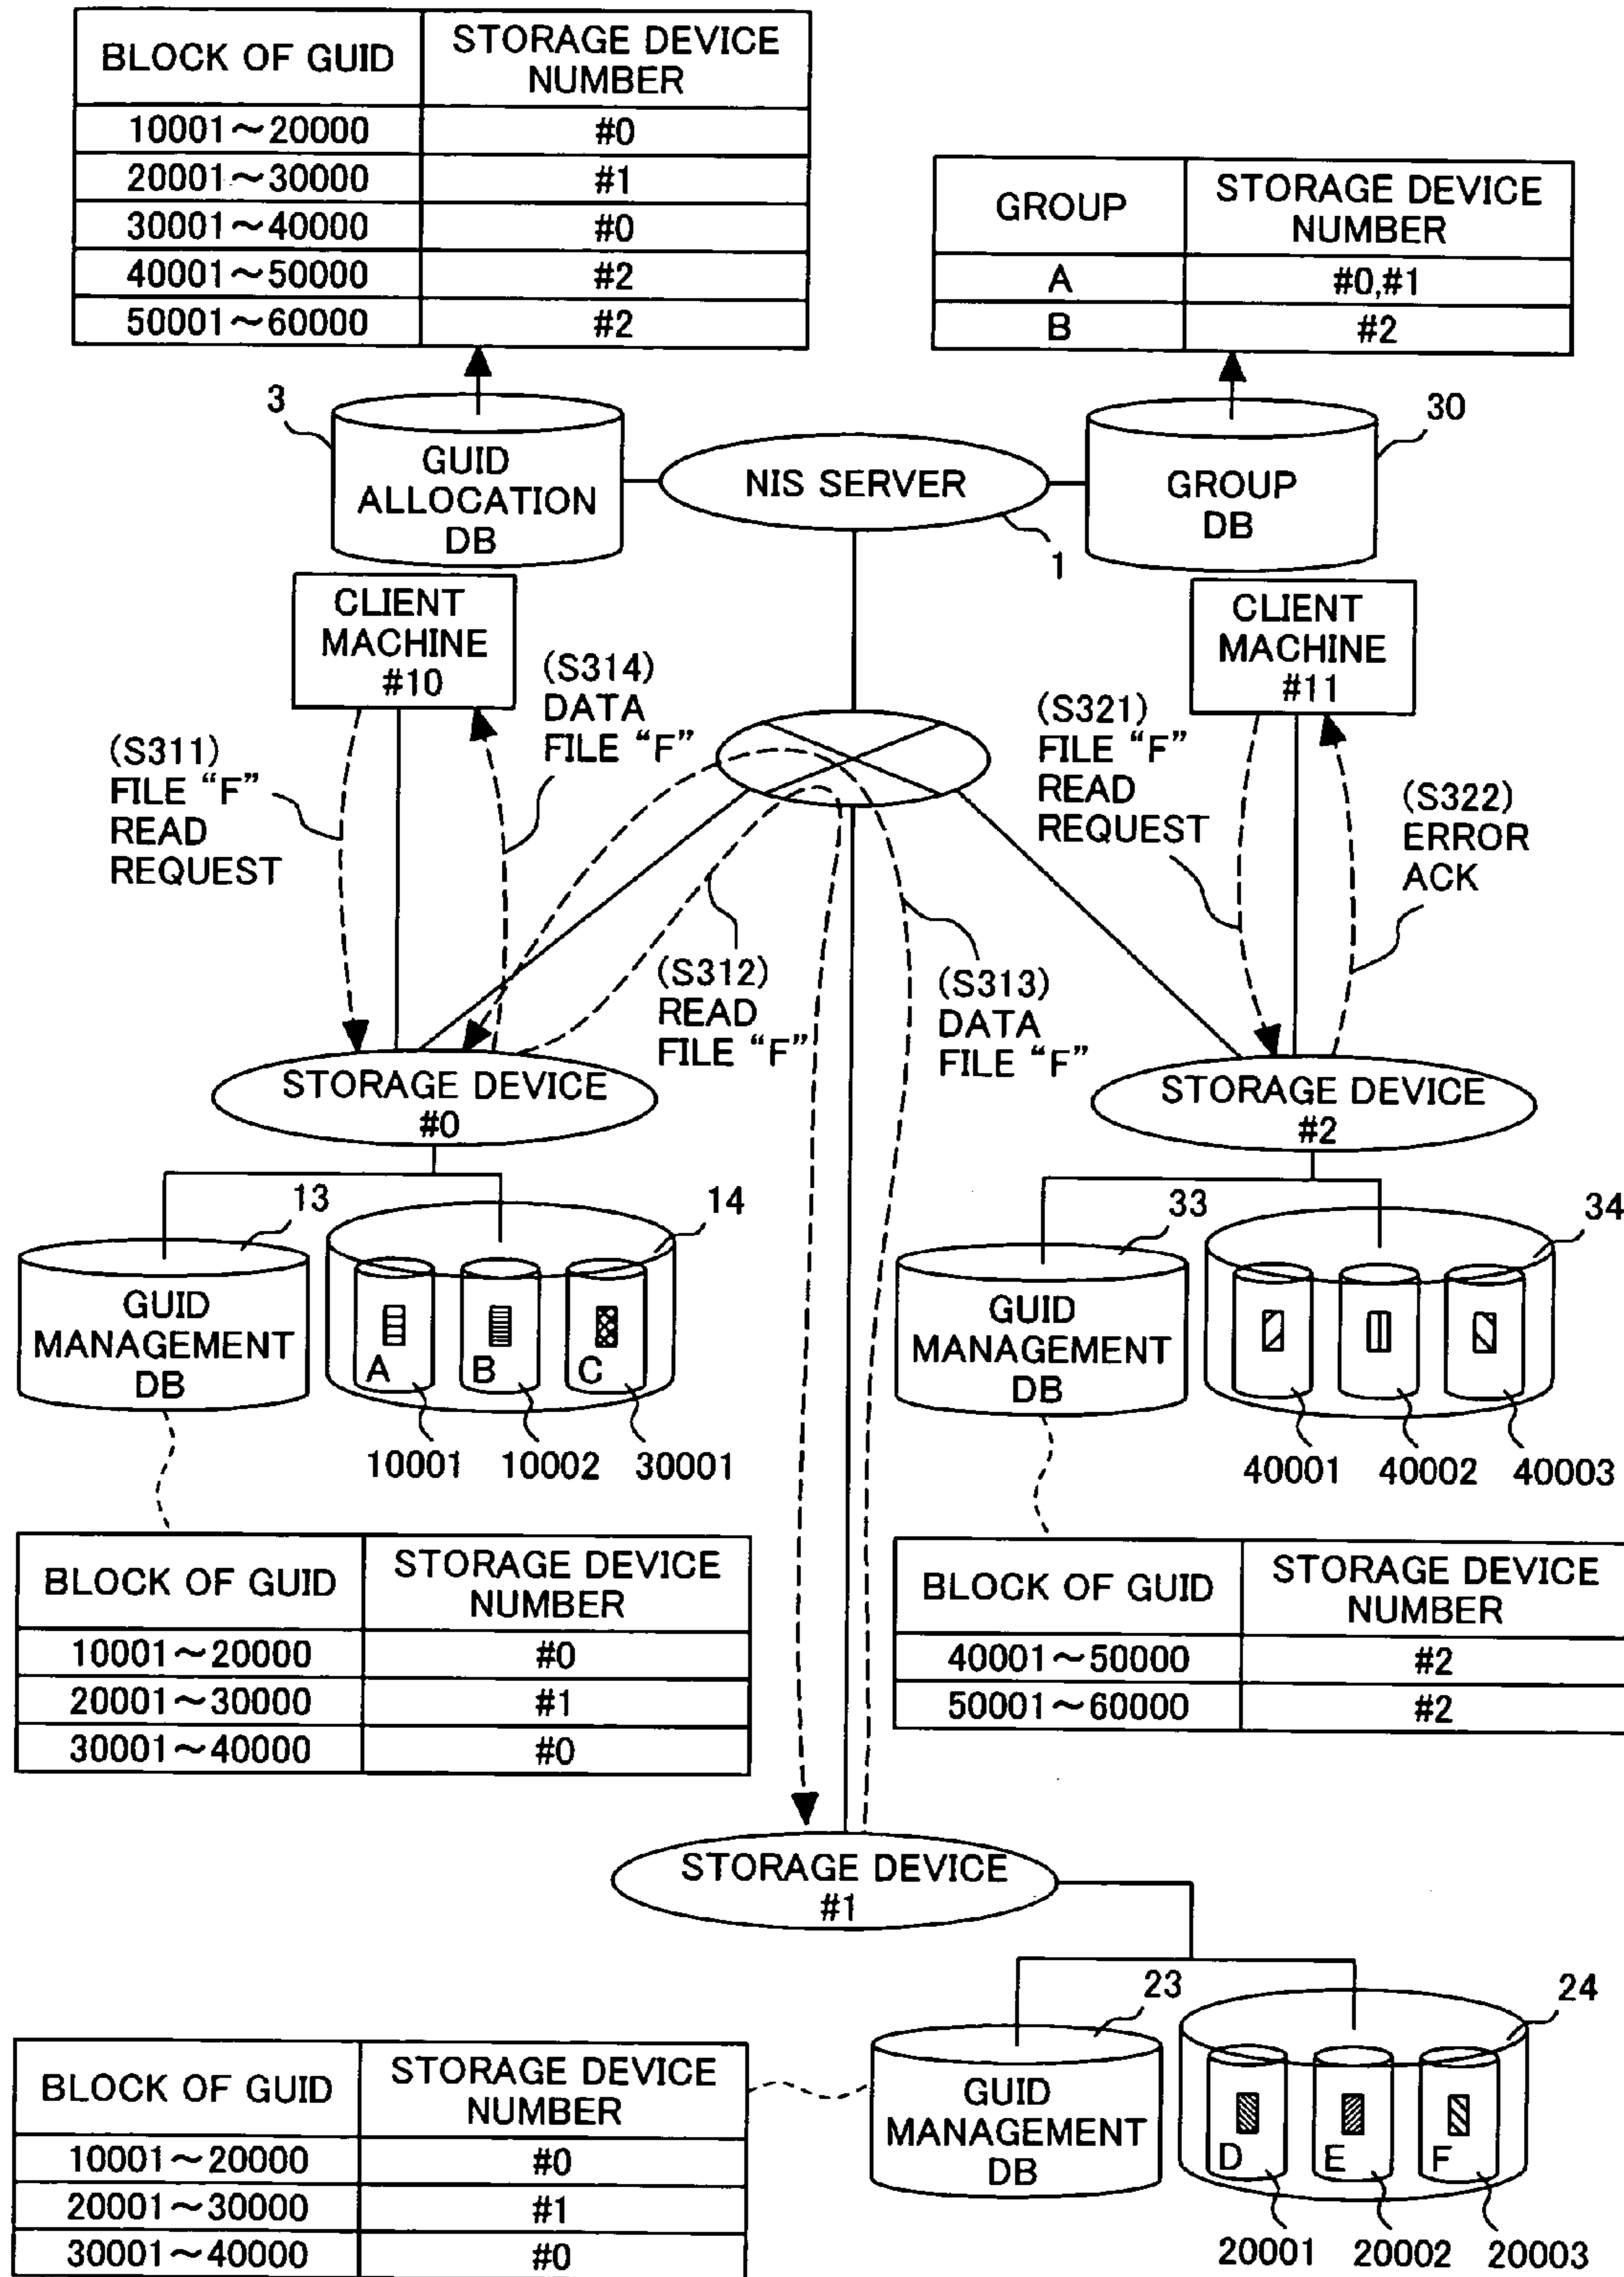 BLOCK OF GUID
STORAGE DEVICE
NUMBER
10001~20000
#0
20001~30000
#1
30001~40000
#0
40001~50000
#2
50001~60000
#2
GROUP
STORAGE DEVICE
NUMBER
A
#0,#1
B
#2
3
GUID
ALLOCATION
DB
NIS SERVER
1
GROUP
DB
30
CLIENT
MACHINE
#10
CLIENT
MACHINE
#11
(S311)
FILE “F”
READ
REQUEST
(S314)
DATA
FILE “F”
(S321)
FILE “F”
READ
REQUEST
(S322)
ERROR
ACK
(S312)
READ
FILE “F”
(S313)
DATA
FILE “F”
STORAGE DEVICE
#0
STORAGE DEVICE
#2
13
GUID
MANAGEMENT
DB
14
A
B
C
10001
10002
30001
33
GUID
MANAGEMENT
DB
34
40001
40002
40003
BLOCK OF GUID
STORAGE DEVICE
NUMBER
10001~20000
#0
20001~30000
#1
30001~40000
#0
BLOCK OF GUID
STORAGE DEVICE
NUMBER
40001~50000
#2
50001~60000
#2
STORAGE DEVICE
#1
23
GUID
MANAGEMENT
DB
24
D
E
F
20001
20002
20003
BLOCK OF GUID
STORAGE DEVICE
NUMBER
10001~20000
#0
20001~30000
#1
30001~40000
#0